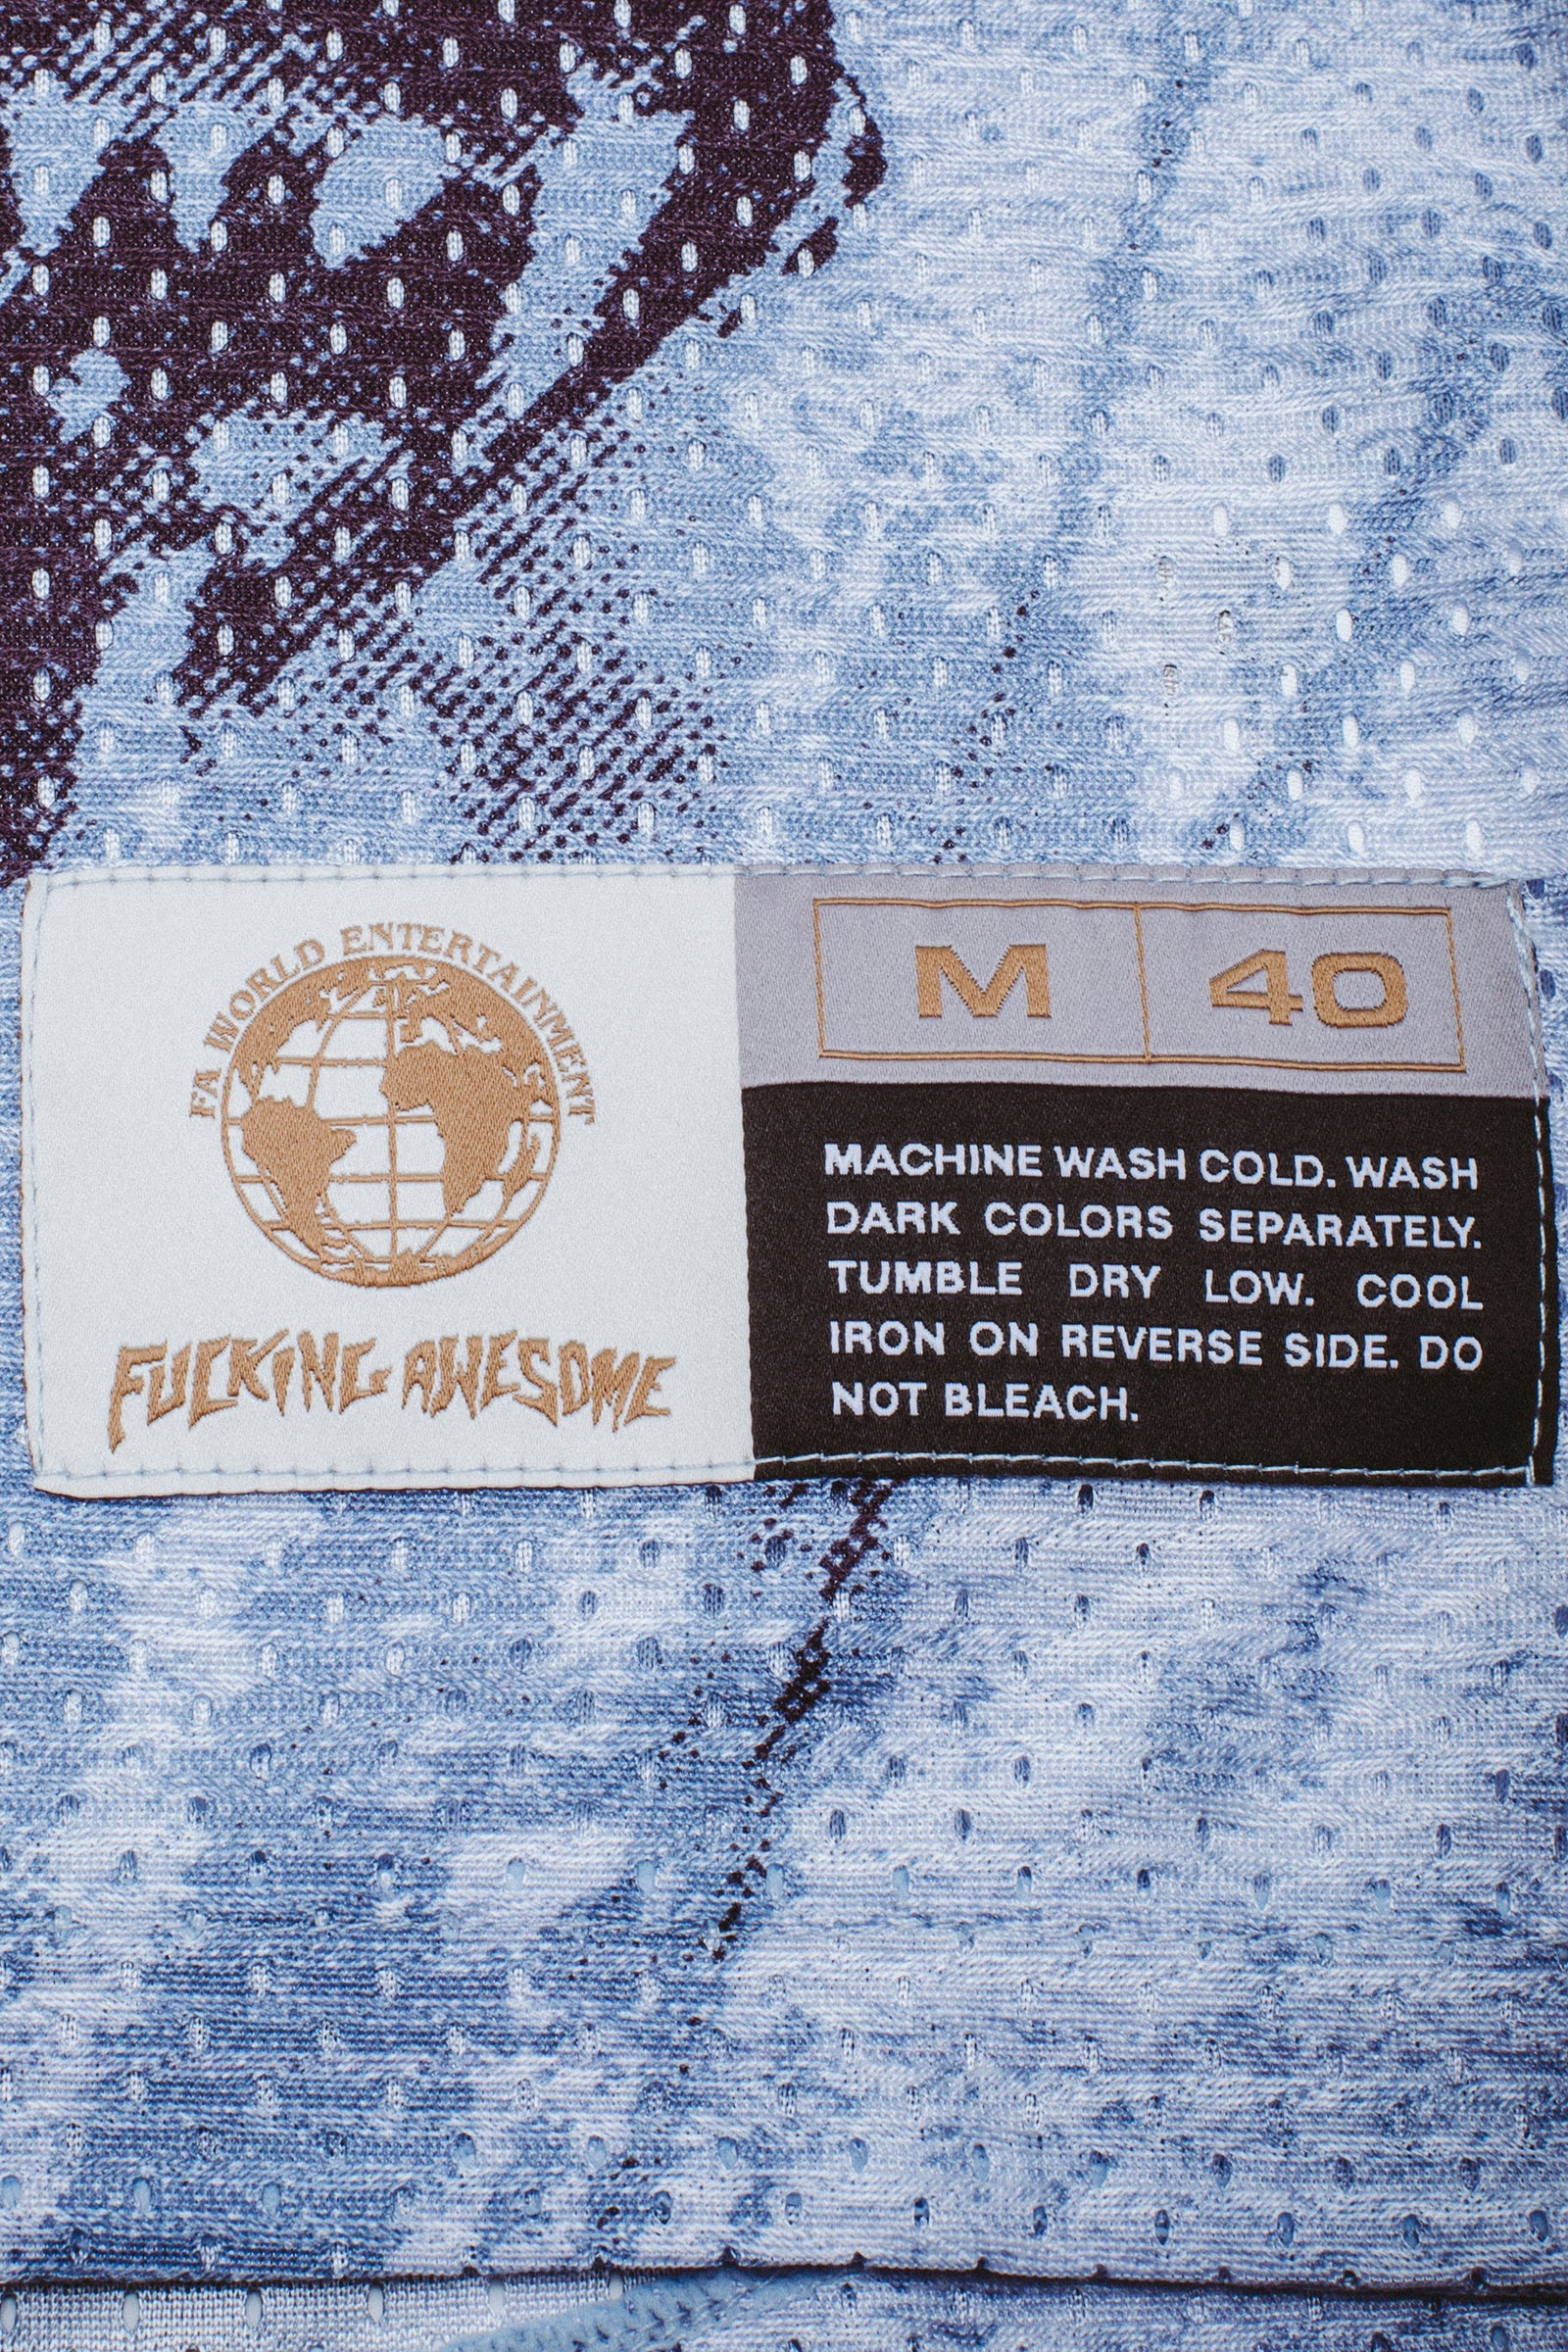 FA WORLD ENTERTAINMENT
FUCKING AWESOME
M 40
MACHINE WASH COLD. WASH
DARK COLORS SEPARATELY.
TUMBLE DRY LOW. COOL
IRON ON REVERSE SIDE. DO
NOT BLEACH.